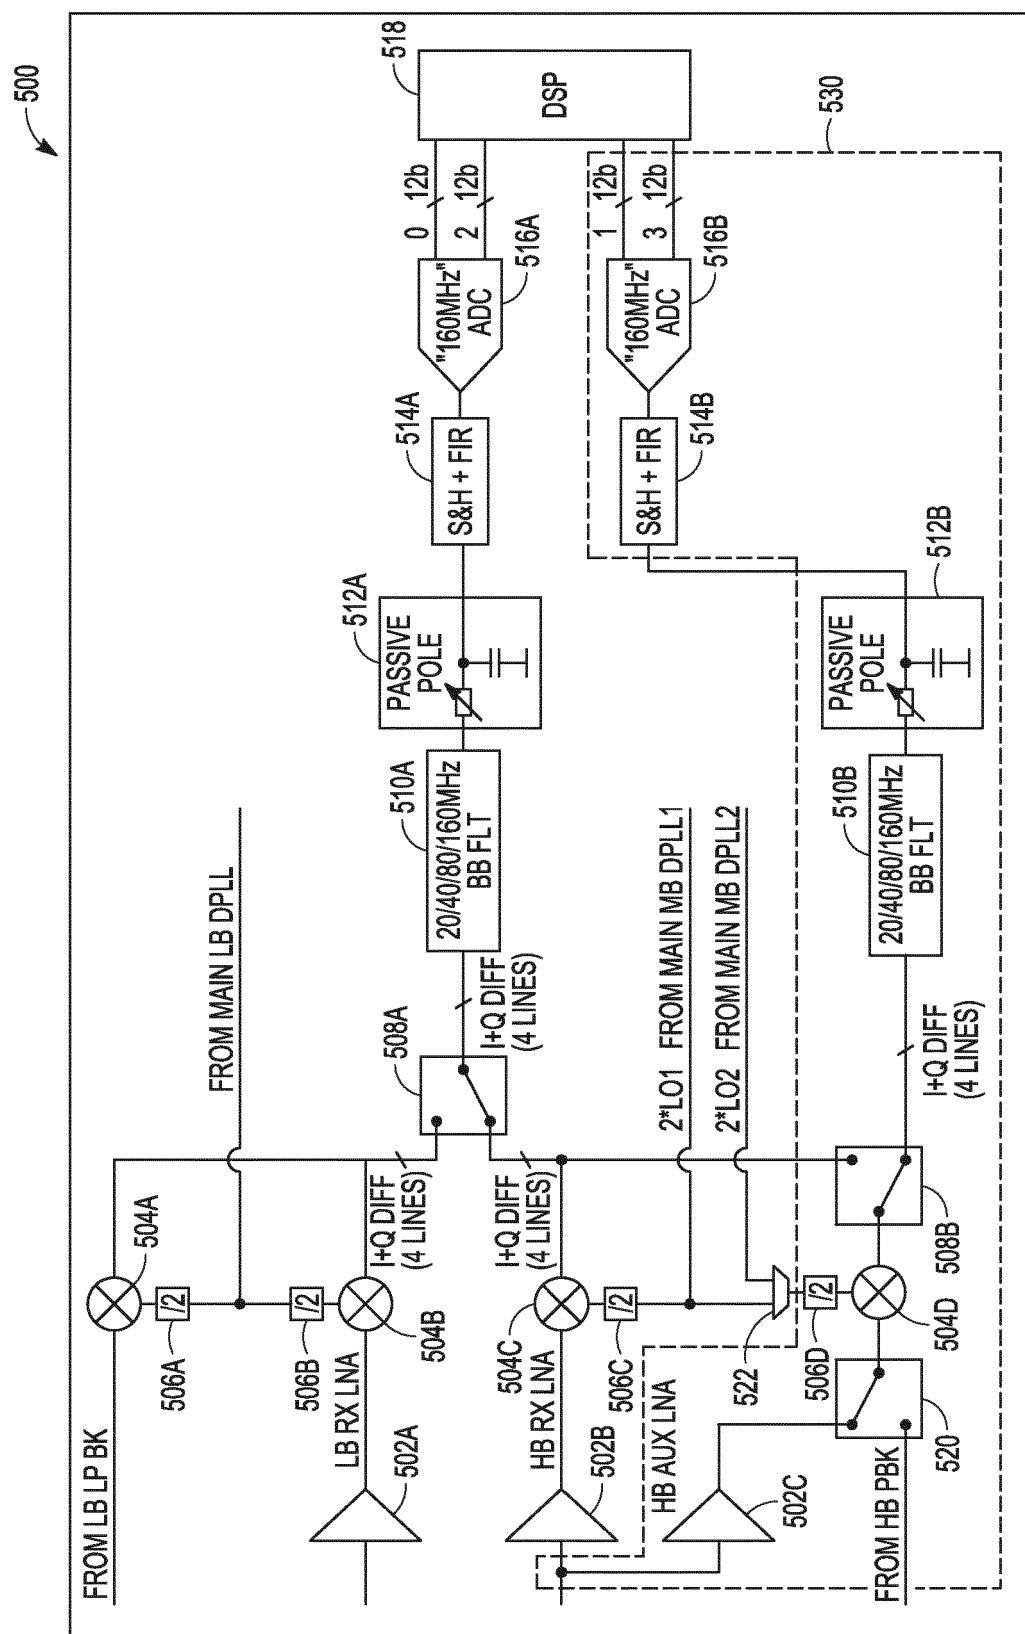 500
FROM LB LP BK
506A
/2
504A
FROM MAIN LB DPLL
LB RX LNA
502A
506B
/2
504B
I+Q DIFF
(4 LINES)
508A
I+Q DIFF
(4 LINES)
510A
20/40/80/160MHz
BB FLT
512A
PASSIVE
POLE
514A
S&H + FIR
"160MHz"
ADC
516A
0
12b
2
12b
518
DSP
HB RX LNA
502B
504C
/2
506C
I+Q DIFF
(4 LINES)
2*LO1 FROM MAIN MB DPLL1
2*LO2 FROM MAIN MB DPLL2
S&H + FIR
514B
"160MHz"
ADC
516B
1
12b
3
12b
530
HB AUX LNA
502C
522
/2
506D
504D
FROM HB PBK
520
508B
I+Q DIFF
(4 LINES)
510B
20/40/80/160MHz
BB FLT
PASSIVE
POLE
512B